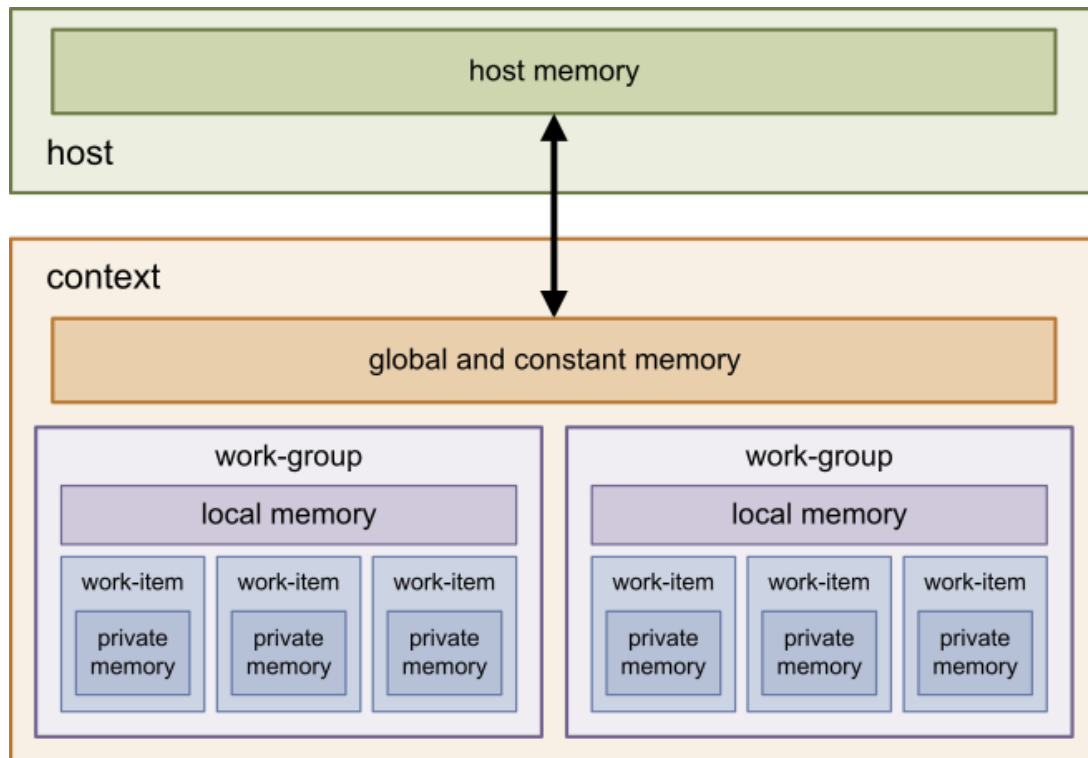 host memory
host
context
global and constant memory
work-group
local memory
work-item work-item work-item
private private private
memory memory memory
work-group
local memory
work-item work-item work-item
private private private
memory memory memory